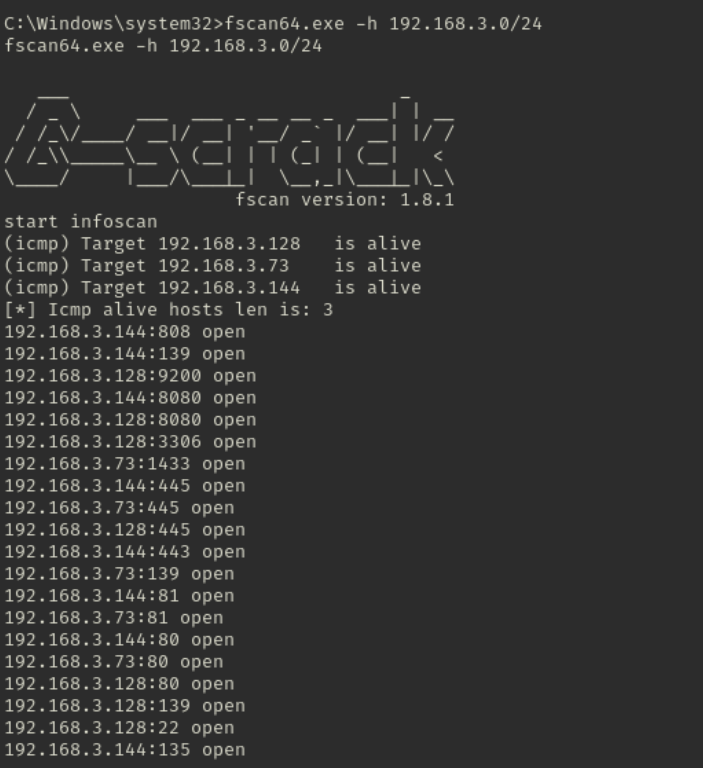 C:\Windows\system32>fscan64.exe -h 192.168.3.0/24
fscan64.exe -h 192.168.3.0/24
fscan version: 1.8.1
start infoscan
(icmp) Target 192.168.3.128   is alive
(icmp) Target 192.168.3.73    is alive
(icmp) Target 192.168.3.144   is alive
[*] Icmp alive hosts len is: 3
192.168.3.144:808 open
192.168.3.144:139 open
192.168.3.128:9200 open
192.168.3.144:8080 open
192.168.3.128:8080 open
192.168.3.128:3306 open
192.168.3.73:1433 open
192.168.3.144:445 open
192.168.3.73:445 open
192.168.3.128:445 open
192.168.3.144:443 open
192.168.3.73:139 open
192.168.3.144:81 open
192.168.3.73:81 open
192.168.3.144:80 open
192.168.3.73:80 open
192.168.3.128:80 open
192.168.3.128:139 open
192.168.3.128:22 open
192.168.3.144:135 open